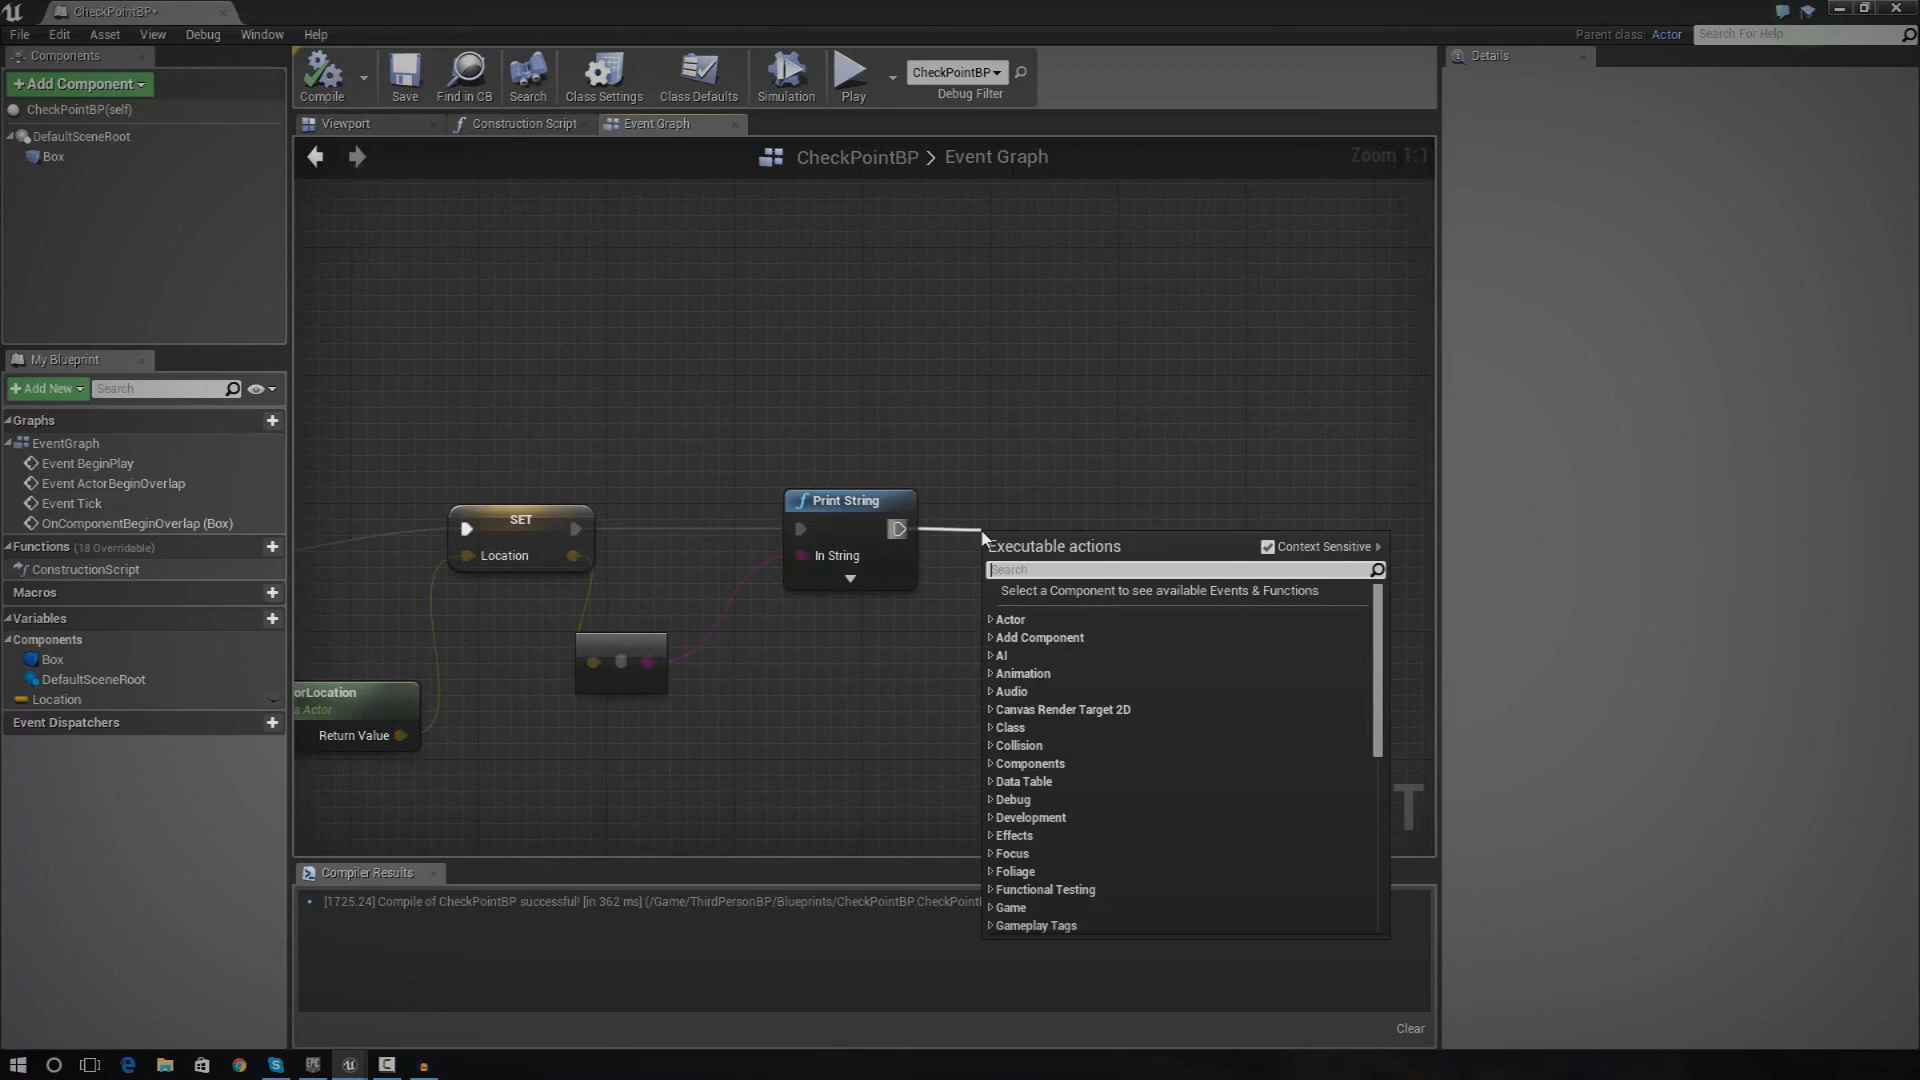 CheckPointBP*
File Edit Asset View Debug Window Help
Parent class: Actor
Search For Help
Components
+ Add Component
CheckPointBP(self)
DefaultSceneRoot
Box
Compile
Save
Find in CB
Search
Class Settings
Class Defaults
Simulation
Play
CheckPointBP
Debug Filter
Details
Viewport
Construction Script
Event Graph
CheckPointBP > Event Graph
Zoom 1:1
My Blueprint
+ Add New
Search
Graphs
EventGraph
Event BeginPlay
Event ActorBeginOverlap
Event Tick
OnComponentBeginOverlap (Box)
Functions (18 Overridable)
ConstructionScript
Macros
Variables
Components
Box
DefaultSceneRoot
Location
Event Dispatchers
SET
Location
Print String
In String
orLocation
s Actor
Return Value
Executable actions
Context Sensitive
Search
Select a Component to see available Events & Functions
Actor
Add Component
AI
Animation
Audio
Canvas Render Target 2D
Class
Collision
Components
Data Table
Debug
Development
Effects
Focus
Foliage
Functional Testing
Game
Gameplay Tags
T
Compiler Results
[1725.24] Compile of CheckPointBP successful! [in 362 ms] (/Game/ThirdPersonBP/Blueprints/CheckPointBP.CheckPoint
Clear